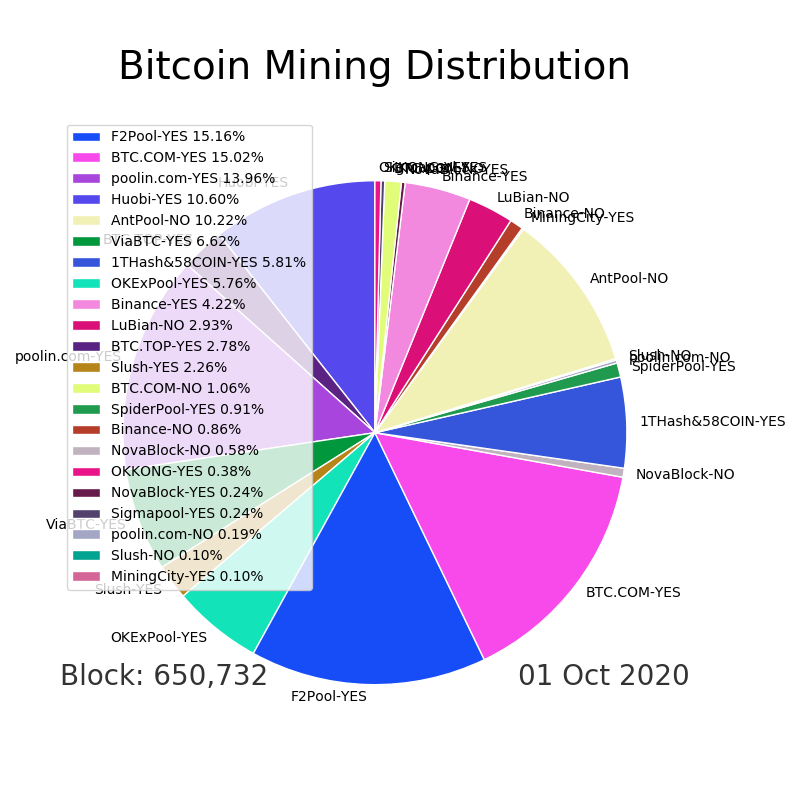 Bitcoin Mining Distribution
F2Pool-YES 15.16%
BTC.COM-YES 15.02%
poolin.com-YES 13.96%
Huobi-YES 10.60%
AntPool-NO 10.22%
ViaBTC-YES 6.62%
1THash&58COIN-YES 5.81%
OKExPool-YES 5.76%
Binance-YES 4.22%
LuBian-NO 2.93%
BTC.TOP-YES 2.78%
Slush-YES 2.26%
BTC.COM-NO 1.06%
SpiderPool-YES 0.91%
Binance-NO 0.86%
NovaBlock-NO 0.58%
OKKONG-YES 0.38%
NovaBlock-YES 0.24%
Sigmapool-YES 0.24%
poolin.com-NO 0.19%
Slush-NO 0.10%
MiningCity-YES 0.10%
Binance-YES
LuBian-NO
Binance-NO
MiningCity-YES
AntPool-NO
Slush-NO
poolin.com-NO
SpiderPool-YES
1THash&58COIN-YES
NovaBlock-NO
BTC.COM-YES
F2Pool-YES
OKExPool-YES
Slush-YES
ViaBTC-YES
poolin.com-YES
Huobi-YES
Block: 650,732
01 Oct 2020